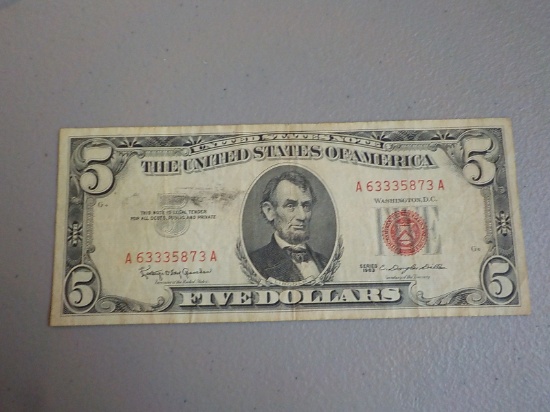 UNITED STATES NOTE
5 5
THE UNITED STATES OF AMERICA
A 63335873 A
WASHINGTON, D.C.
THIS NOTE IS LEGAL TENDER
FOR ALL DEBTS, PUBLIC AND PRIVATE
A 63335873 A
SERIES
1963
5 5
FIVE DOLLARS